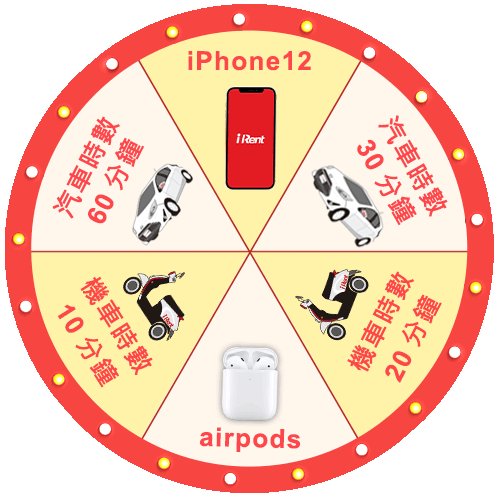 iPhone12
iRent
汽車時數
30 分鐘
機車時數
20 分鐘
airpods
機車時數
10 分鐘
汽車時數
60 分鐘